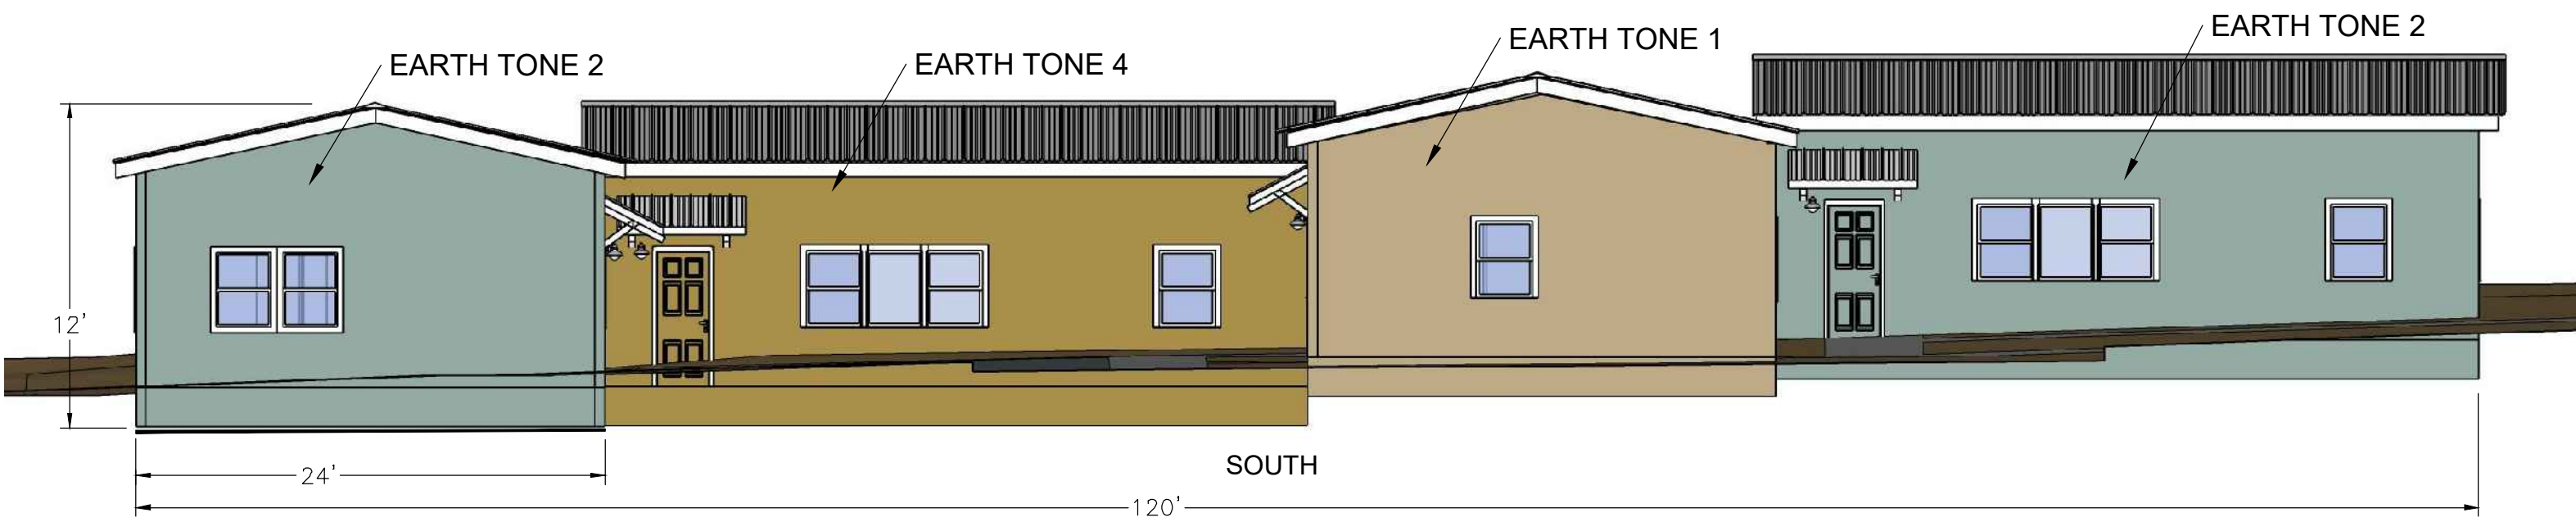 EARTH TONE 2
EARTH TONE 4
EARTH TONE 1
EARTH TONE 2
12'
24'
SOUTH
120'